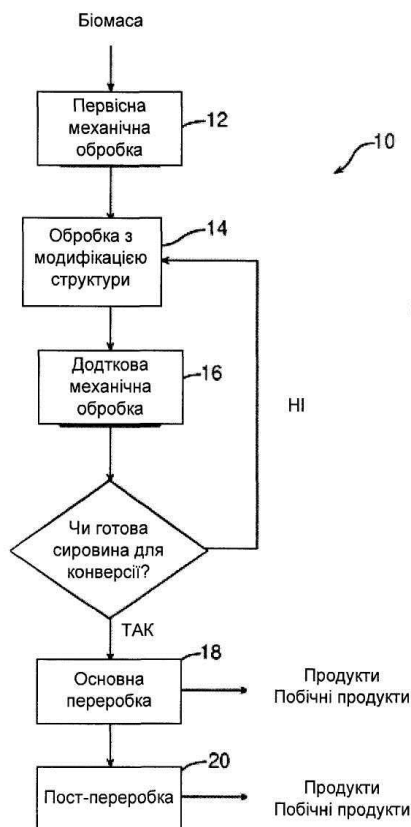 Біомаса
Первісна
механічна
обробка
12
10
Обробка з
модифікацією
структури
14
Додткова
механічна
обробка
16
НІ
Чи готова
сировина для
конверсії?
ТАК
18
Основна
переробка
Продукти
Побічні продукти
20
Пост-переробка
Продукти
Побічні продукти